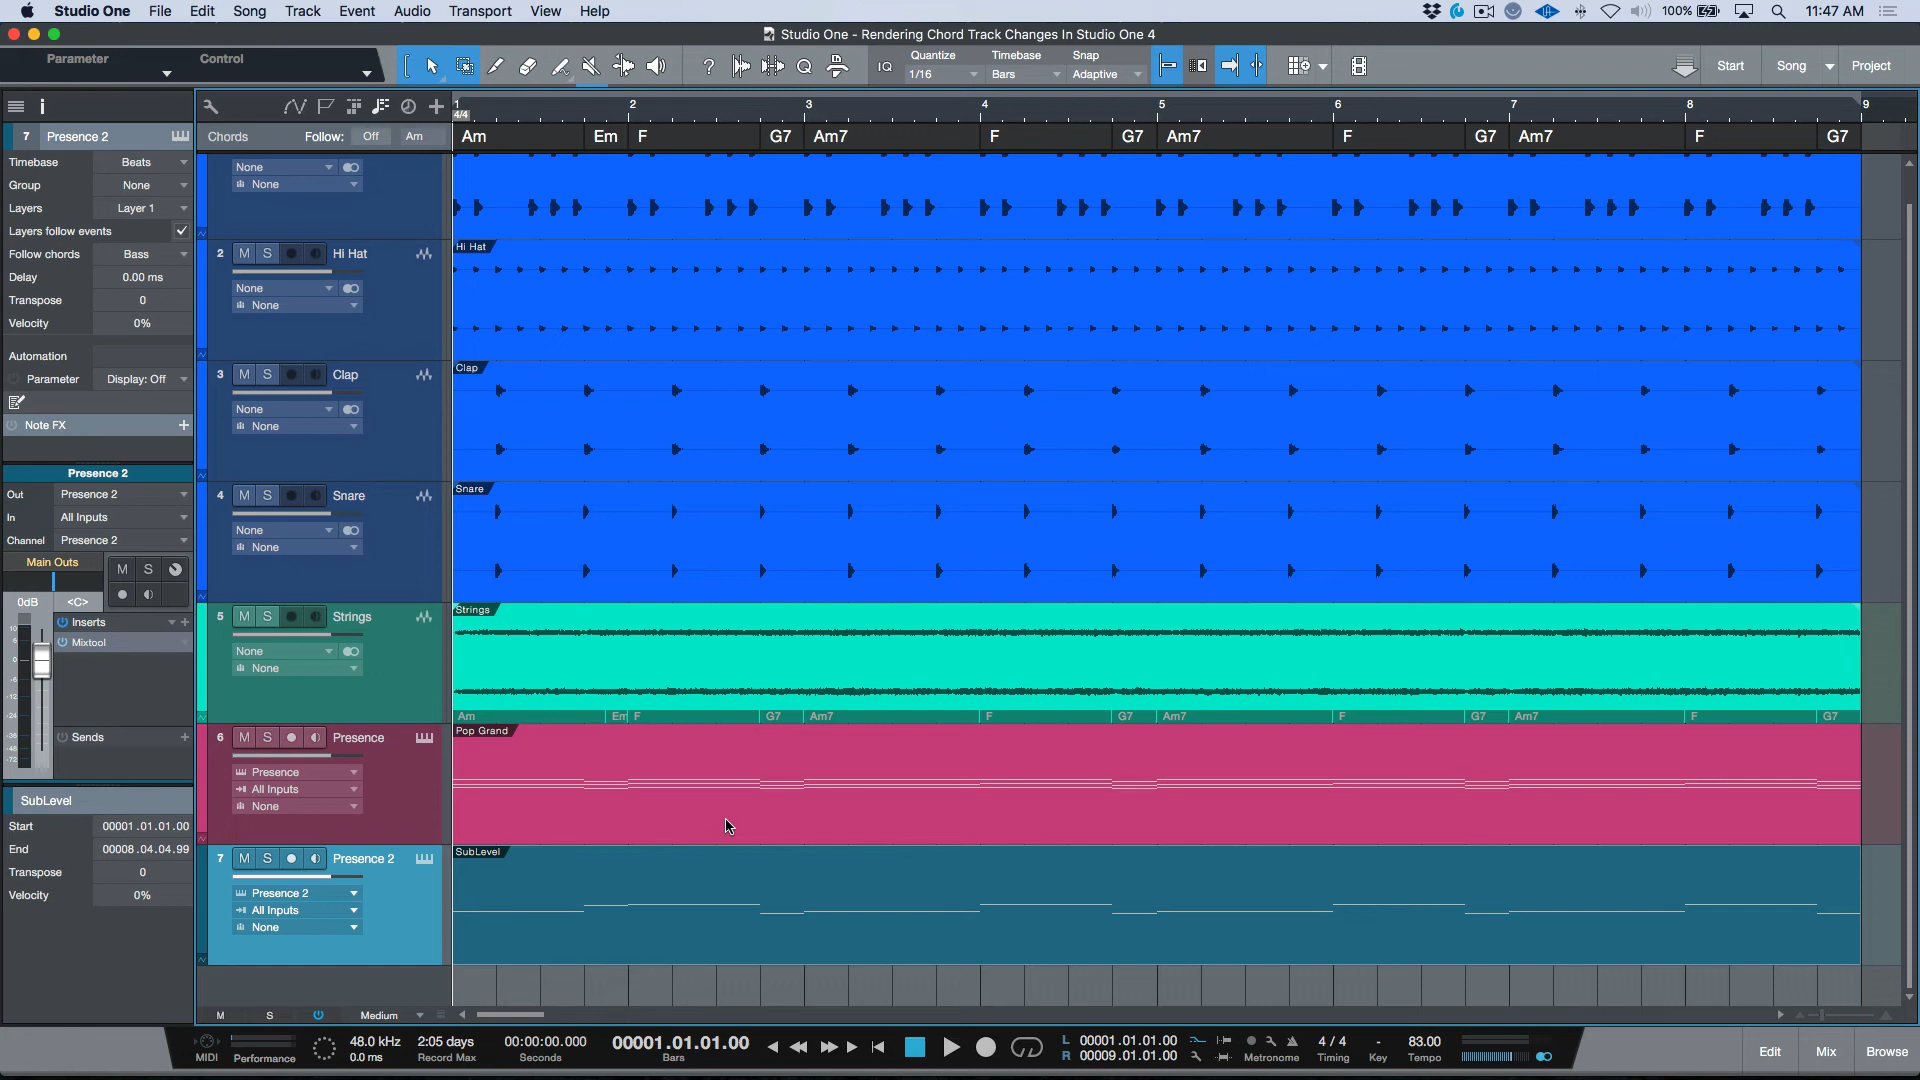 Studio One File Edit Song Track Event Audio Transport View Help 100% 11:47 AM
Studio One - Rendering Chord Track Changes In Studio One 4
Parameter Control
Quantize Timebase Snap
IQ 1/16 Bars Adaptive
Start Song Project
1 2 3 4 5 6 7 8 9
4/4
7 Presence 2
Chords Follow: Off Am
Am Em F G7 Am7 F G7 Am7 F G7 Am7 F G7
Timebase Beats
Group None
Layers Layer 1
Layers follow events
Follow chords Bass
Delay 0.00 ms
Transpose 0
Velocity 0%
Automation
Parameter Display: Off
Note FX
Presence 2
Out Presence 2
In All Inputs
Channel Presence 2
Main Outs
M S
0dB <C>
Inserts
Mixtool
Sends
SubLevel
Start 00001.01.01.00
End 00008.04.04.99
Transpose 0
Velocity 0%
None
None
2 M S Hi Hat
None
None
Hi Hat
3 M S Clap
None
None
Clap
4 M S Snare
None
None
Snare
5 M S Strings
None
None
Strings
Am Em F G7 Am7 F G7 Am7 F G7 Am7 F G7
6 M S Presence
Presence
All Inputs
None
Pop Grand
7 M S Presence 2
Presence 2
All Inputs
None
SubLevel
M S Medium
MIDI Performance
48.0 kHz 0.0 ms
2:05 days Record Max
00:00:00.000 Seconds
00001.01.01.00 Bars
L 00001.01.01.00
R 00009.01.01.00
Metronome
4 / 4 Timing
- Key
83.00 Tempo
Edit Mix Browse